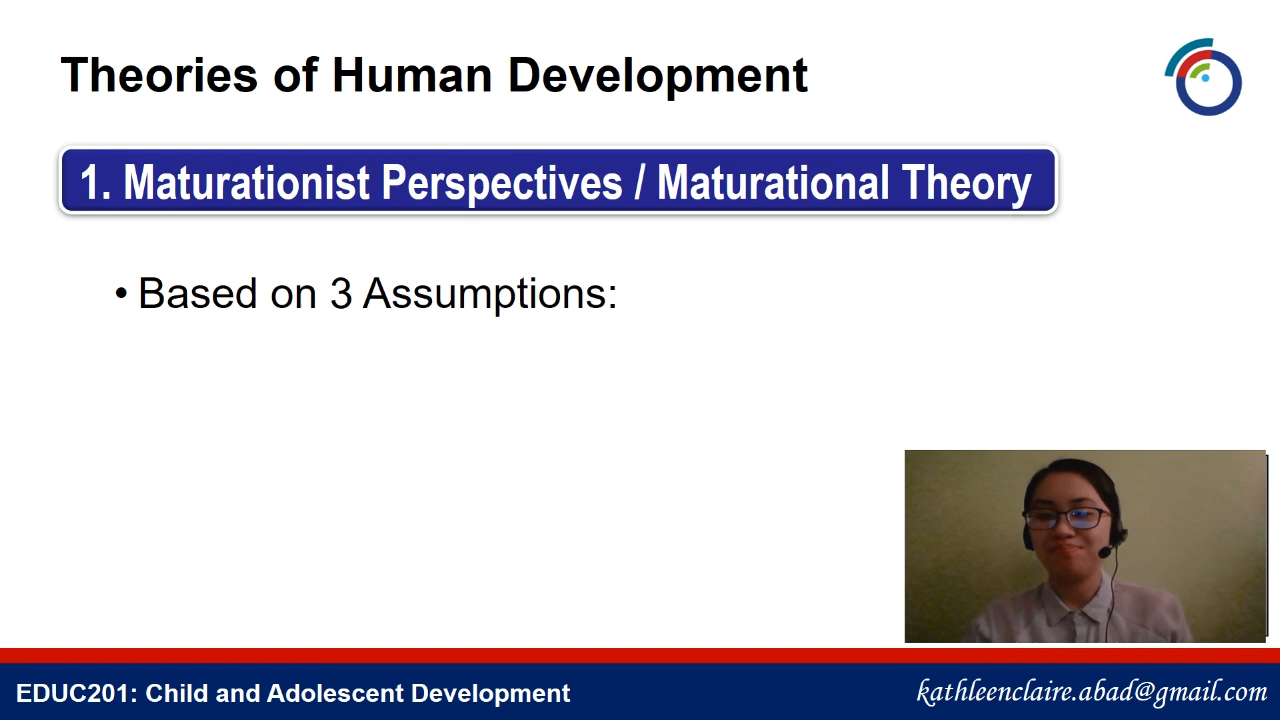 Theories of Human Development
1. Maturationist Perspectives / Maturational Theory
• Based on 3 Assumptions:
EDUC201: Child and Adolescent Development
kathleenclaire.abad@gmail.com